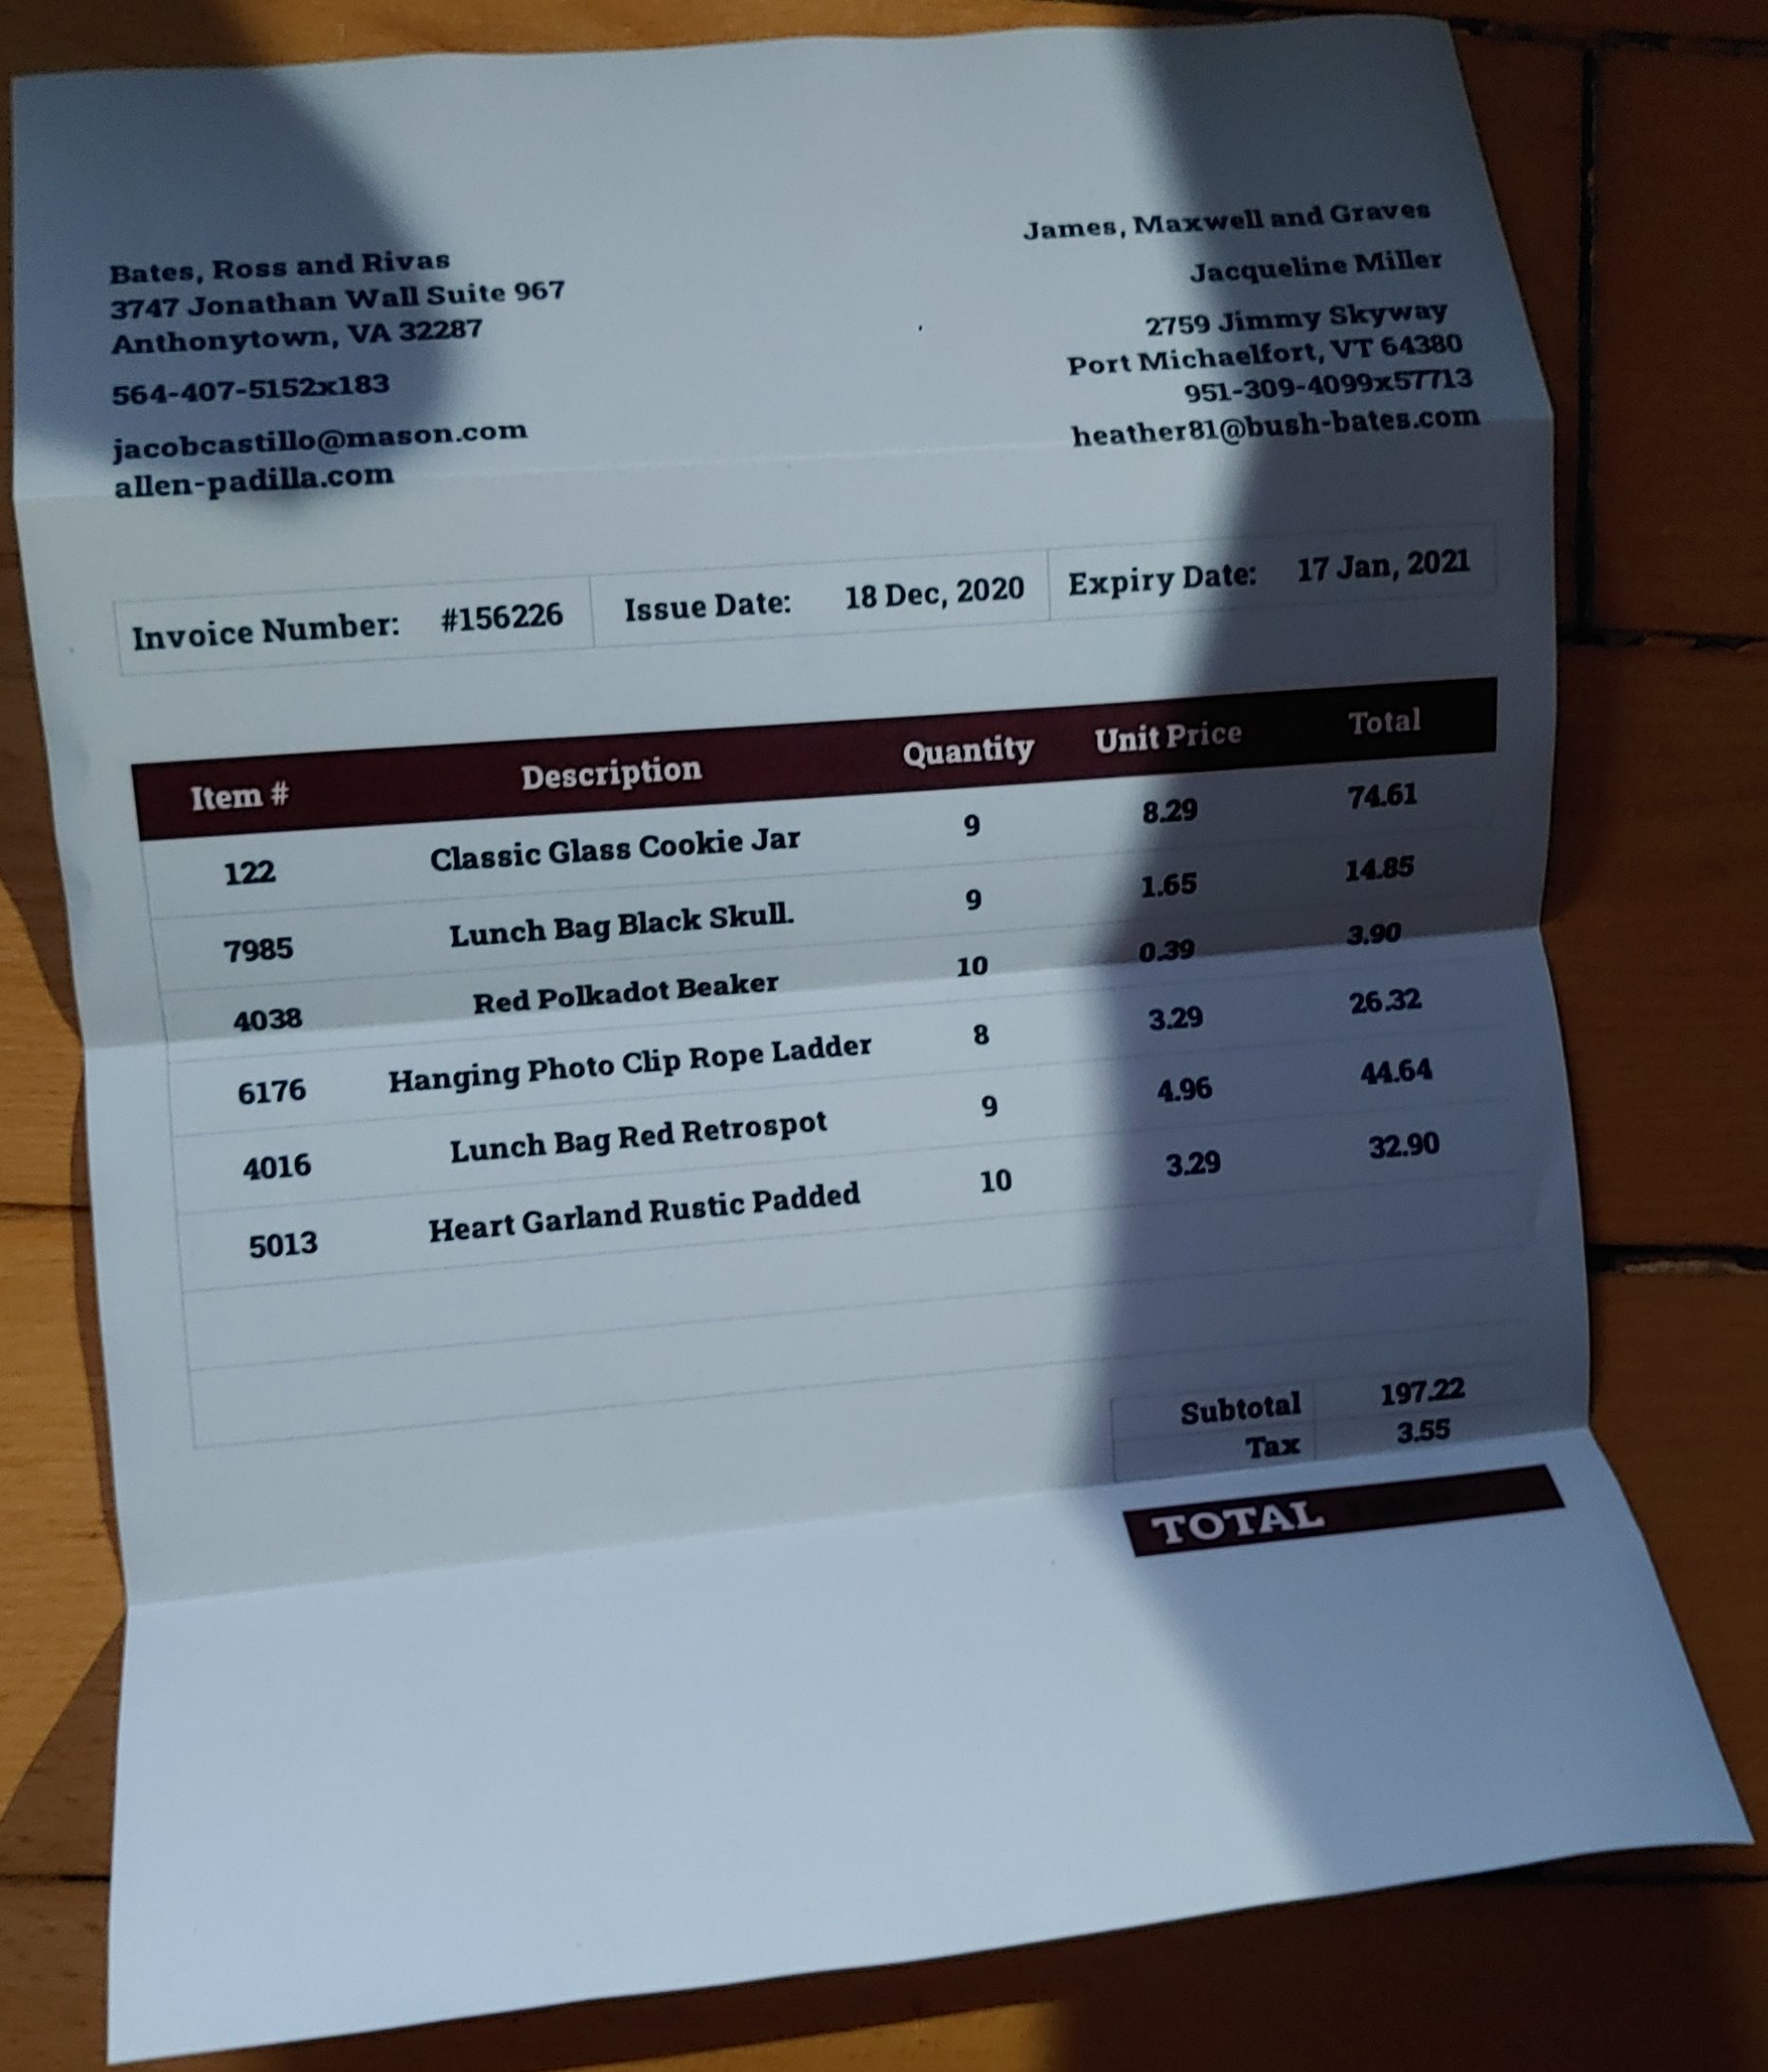 Bates, Ross and Rivas
3747 Jonathan Wall Suite 967
Anthonytown, VA 32287
564-407-5152x183
jacobcastillo@mason.com
allen-padilla.com
James, Maxwell and Graves
Jacqueline Miller
2759 Jimmy Skyway
Port Michaelfort, VT 64380
951-309-4099x57713
heather81@bush-bates.com
Invoice Number: #156226 Issue Date: 18 Dec, 2020 Expiry Date: 17 Jan, 2021
Item # Description Quantity Unit Price Total
122 Classic Glass Cookie Jar 9 8.29 74.61
7985 Lunch Bag Black Skull. 9 1.65 14.85
4038 Red Polkadot Beaker 10 0.39 3.90
6176 Hanging Photo Clip Rope Ladder 8 3.29 26.32
4016 Lunch Bag Red Retrospot 9 4.96 44.64
5013 Heart Garland Rustic Padded 10 3.29 32.90
Subtotal 197.22
Tax 3.55
TOTAL